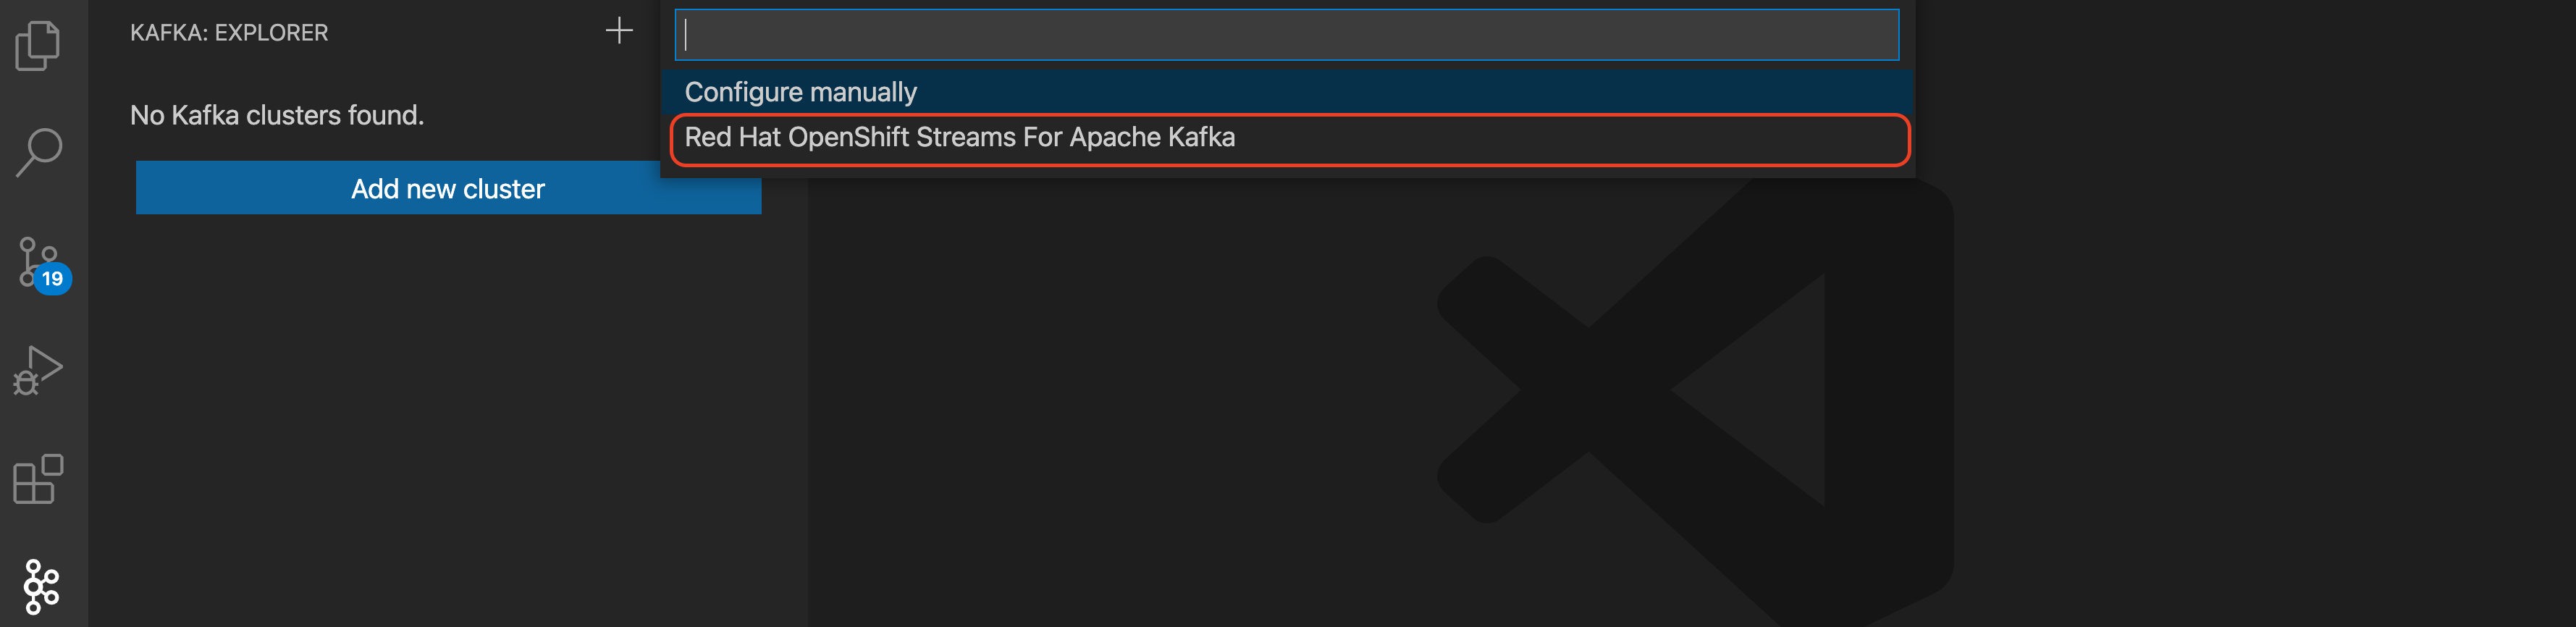 KAFKA: EXPLORER
No Kafka clusters found.
Add new cluster
Configure manually
Red Hat OpenShift Streams For Apache Kafka
19